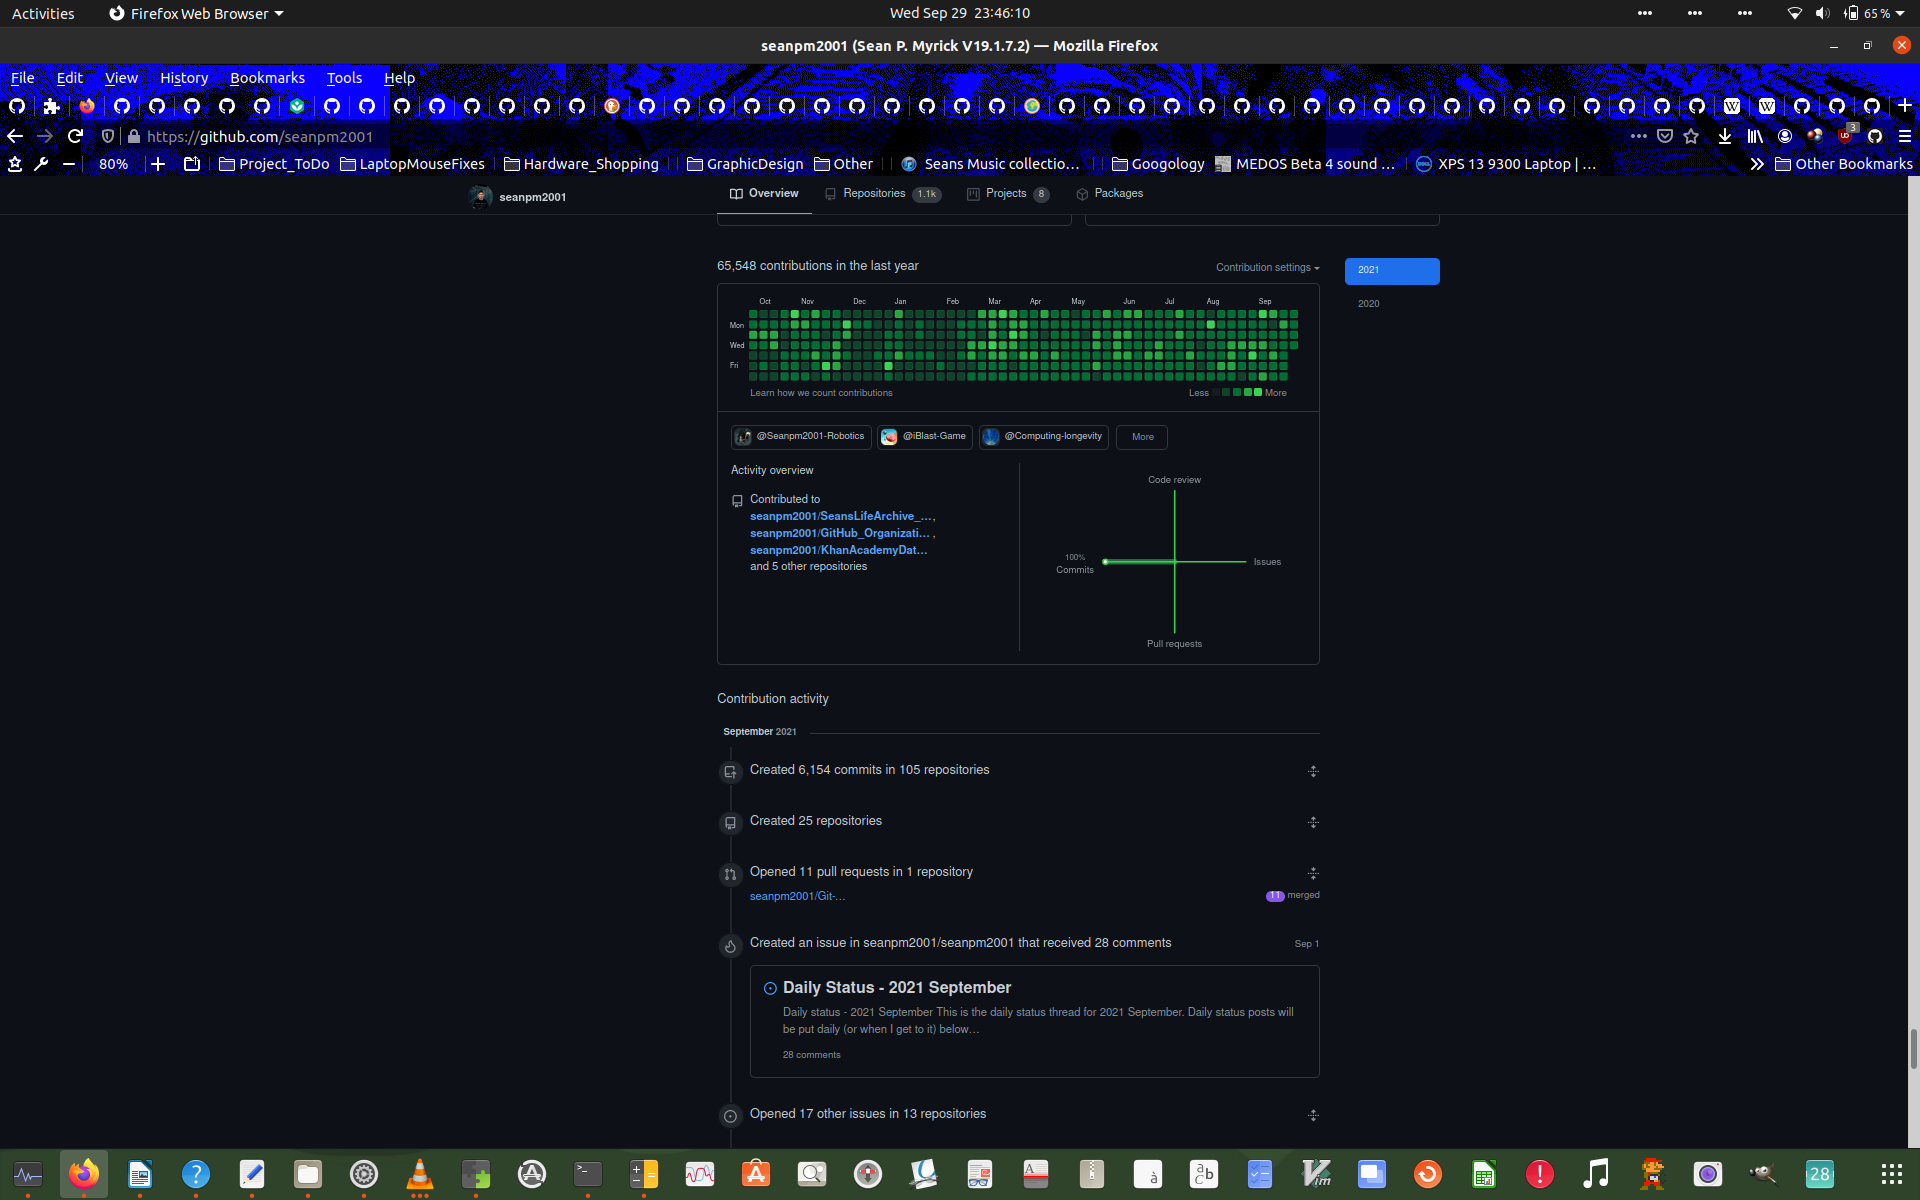 Activities Firefox Web Browser Wed Sep 29 23:46:10 65 %
seanpm2001 (Sean P. Myrick V19.1.7.2) — Mozilla Firefox
File Edit View History Bookmarks Tools Help
https://github.com/seanpm2001 3
80% Project_ToDo LaptopMouseFixes Hardware_Shopping GraphicDesign Other Seans Music collectio… Googology MEDOS Beta 4 sound … XPS 13 9300 Laptop | … Other Bookmarks
seanpm2001 Overview Repositories 1.1k Projects 8 Packages
65,548 contributions in the last year Contribution settings 2021
2020
Oct Nov Dec Jan Feb Mar Apr May Jun Jul Aug Sep
Mon
Wed
Fri
Learn how we count contributions Less More
@Seanpm2001-Robotics @iBlast-Game @Computing-longevity More
Activity overview
Contributed to
seanpm2001/SeansLifeArchive_…,
seanpm2001/GitHub_Organizati… ,
seanpm2001/KhanAcademyDat…
and 5 other repositories
Code review
100%
Commits
Issues
Pull requests
Contribution activity
September 2021
Created 6,154 commits in 105 repositories
Created 25 repositories
Opened 11 pull requests in 1 repository
seanpm2001/Git-… 11 merged
Created an issue in seanpm2001/seanpm2001 that received 28 comments Sep 1
Daily Status - 2021 September
Daily status - 2021 September This is the daily status thread for 2021 September. Daily status posts will
be put daily (or when I get to it) below…
28 comments
Opened 17 other issues in 13 repositories
28